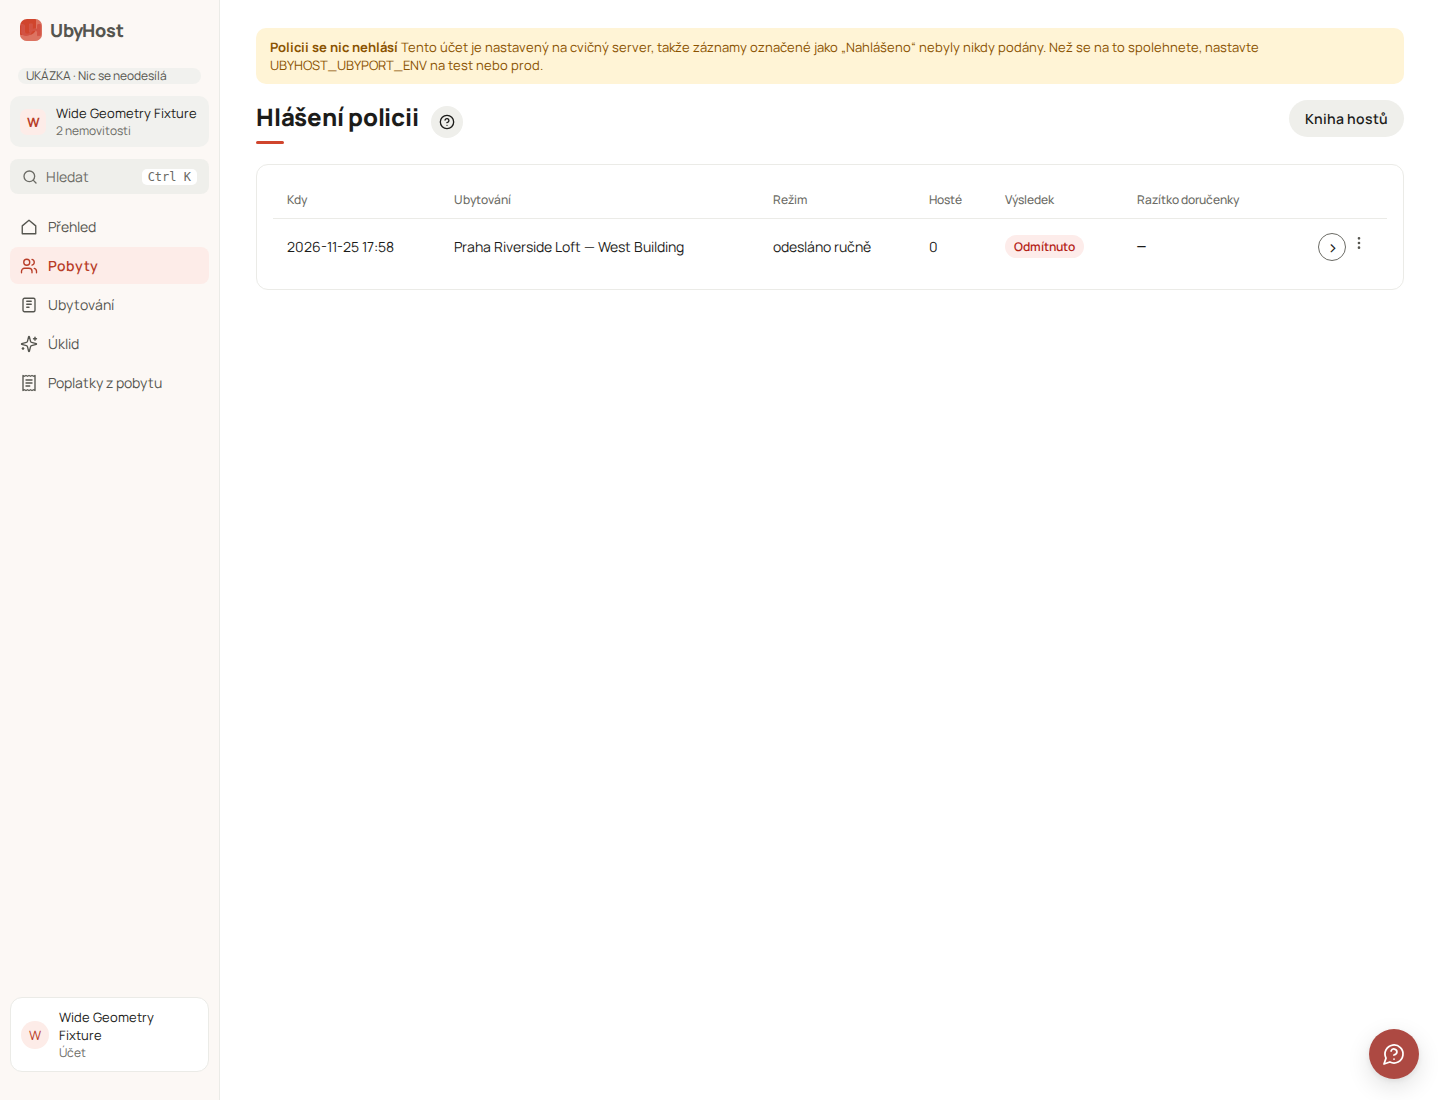 UbyHost
UKÁZKA · Nic se neodesílá
W
Wide Geometry Fixture
2 nemovitosti
Hledat
Ctrl K
Přehled
Pobyty
Ubytování
Úklid
Poplatky z pobytu
W
Wide Geometry
Fixture
Účet
Policii se nic nehlásí Tento účet je nastavený na cvičný server, takže záznamy označené jako „Nahlášeno“ nebyly nikdy podány. Než se na to spolehnete, nastavte
UBYHOST_UBYPORT_ENV na test nebo prod.
Hlášení policii
Kniha hostů
Kdy Ubytování Režim Hosté Výsledek Razítko doručenky
2026-11-25 17:58 Praha Riverside Loft — West Building odesláno ručně 0 Odmítnuto —